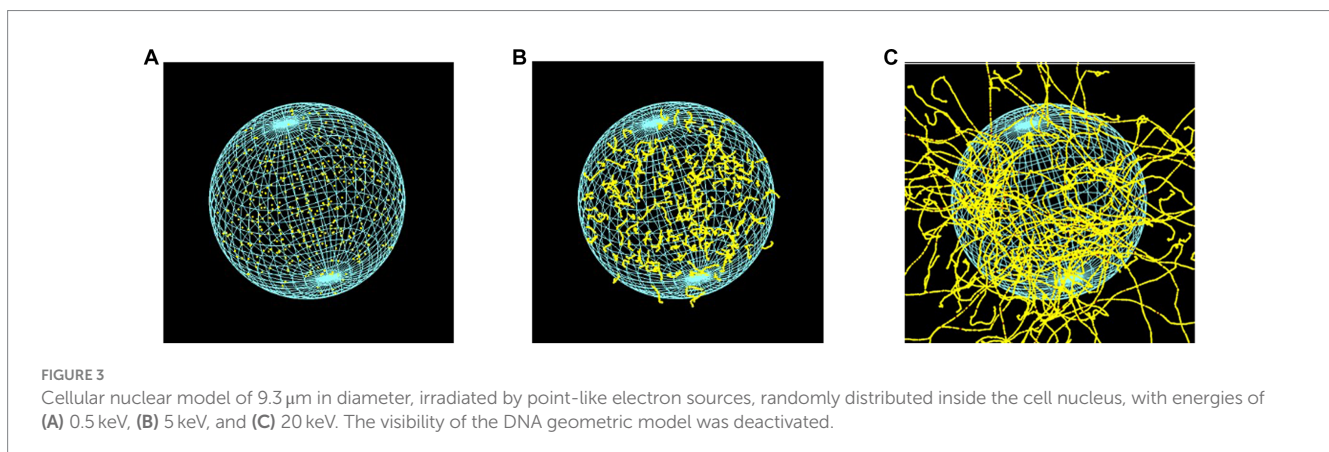 A
B
C
FIGURE 3
Cellular nuclear model of 9.3 μm in diameter, irradiated by point-like electron sources, randomly distributed inside the cell nucleus, with energies of
(A) 0.5 keV, (B) 5 keV, and (C) 20 keV. The visibility of the DNA geometric model was deactivated.